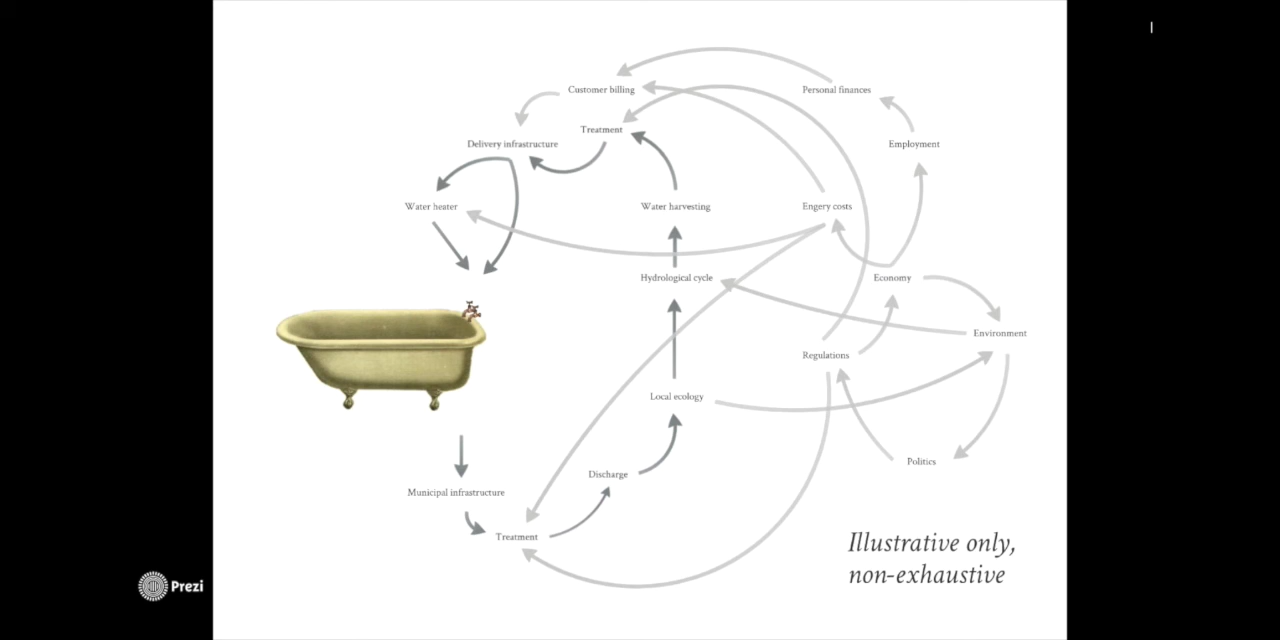 Customer billing
Personal finances
Treatment
Delivery infrastructure
Employment
Water heater
Water harvesting
Engery costs
Hydrological cycle
Economy
Environment
Regulations
Local ecology
Politics
Discharge
Municipal infrastructure
Treatment
Illustrative only,
non-exhaustive
Prezi